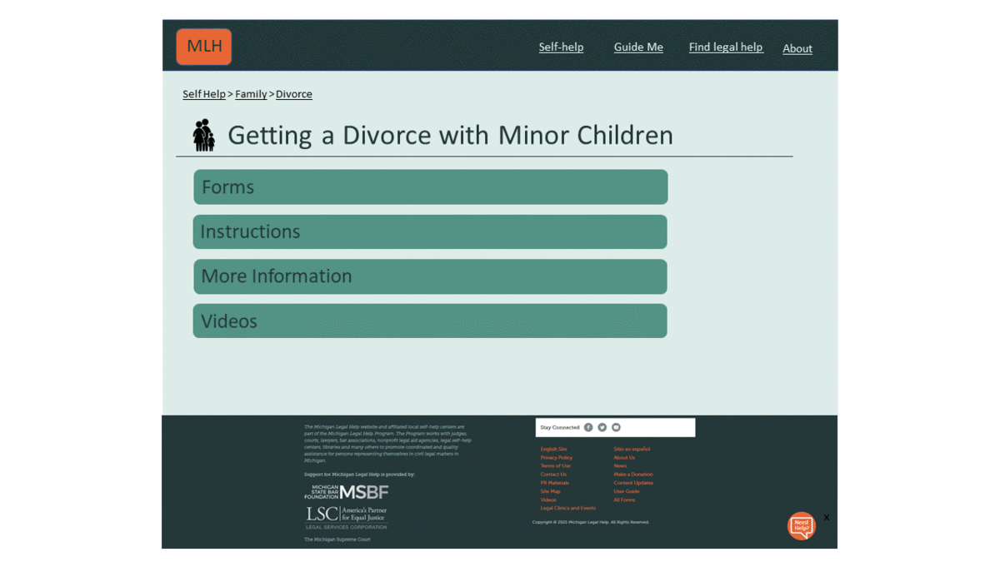 MLH
Self-help Guide Me Find legal help About
Self Help > Family > Divorce
Getting a Divorce with Minor Children
Forms
Instructions
More Information
Videos
The Michigan Legal Help website and affiliated local self-help centers are
part of the Michigan Legal Help Program. The Program works with judges,
courts, lawyers, bar associations, nonprofit legal aid agencies, legal self-help
centers, libraries and many others to promote coordinated and quality
assistance for persons representing themselves in civil legal matters in
Michigan.
Support for Michigan Legal Help is provided by:
MICHIGAN
STATE BAR
FOUNDATION MSBF
LSC America's Partner
for Equal Justice
LEGAL SERVICES CORPORATION
The Michigan Supreme Court
Stay Connected
English Site Sitio en español
Privacy Policy About Us
Terms of Use News
Contact Us Make a Donation
PR Materials Content Updates
Site Map User Guide
Videos All Forms
Legal Clinics and Events
Copyright © 2021 Michigan Legal Help. All Rights Reserved.
Need
Help?
X